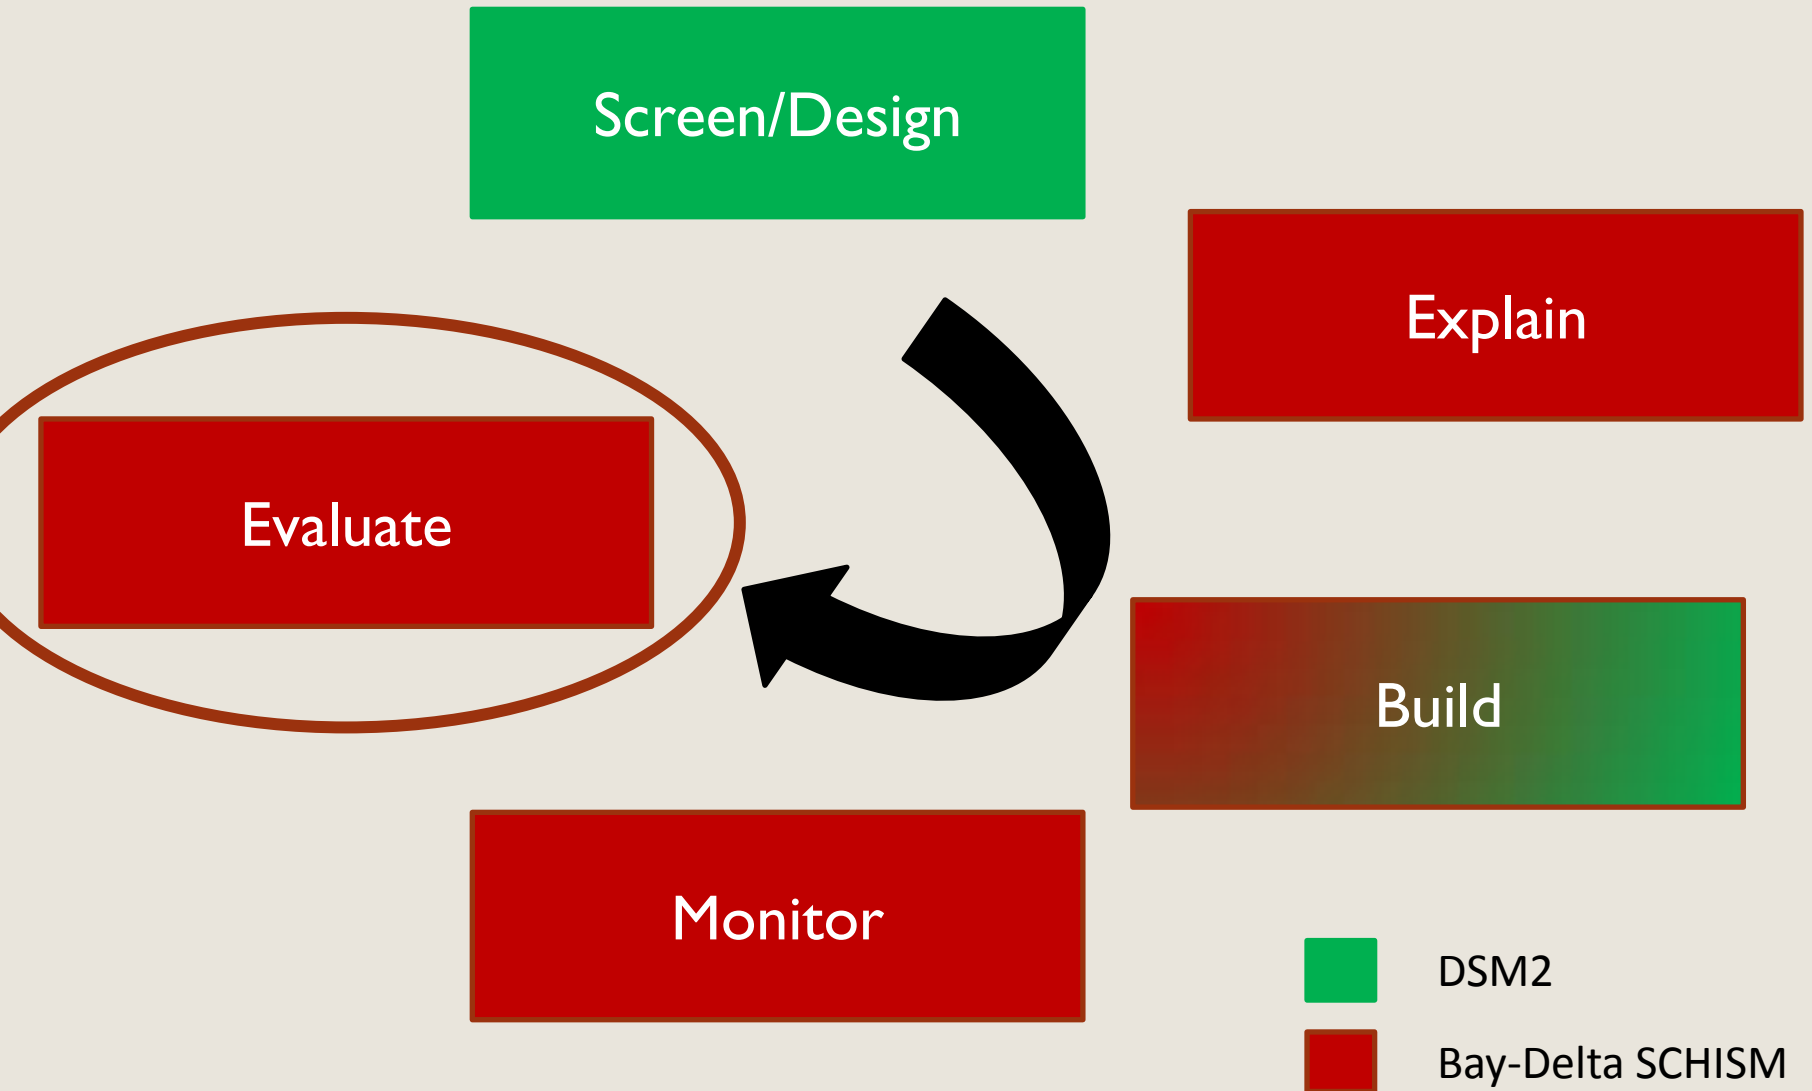 Screen/Design
Explain
Evaluate
Build
Monitor
DSM2
Bay-Delta SCHISM